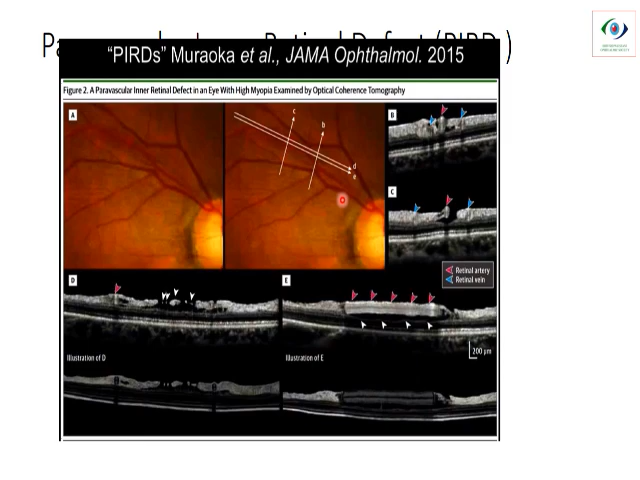 “PIRDs” Muraoka et al., JAMA Ophthalmol. 2015
Figure 2. A Paravascular Inner Retinal Defect in an Eye With High Myopia Examined by Optical Coherence Tomography
A
c
b
d
e
B
C
Retinal artery
Retinal vein
D
E
Illustration of D
Illustration of E
200 μm